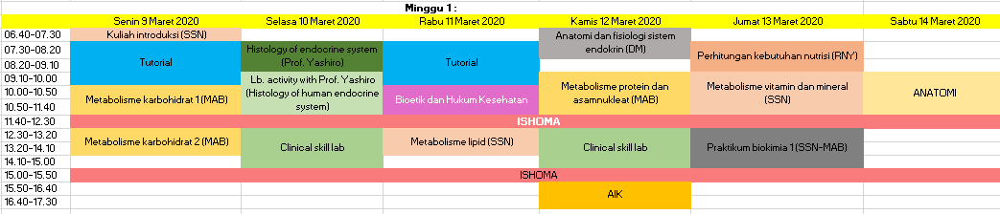 Minggu 1 :
Senin 9 Maret 2020 Selasa 10 Maret 2020 Rabu 11 Maret 2020 Kamis 12 Maret 2020 Jumat 13 Maret 2020 Sabtu 14 Maret 2020
06.40-07.30 Kuliah introduksi (SSN) Anatomi dan fisiologi sistem
endokrin (DM)
07.30-08.20 Tutorial Histology of endocrine system
(Prof. Yashiro) Tutorial Perhitungan kebutuhan nutrisi (RNY)
08.20-09.10
09.10-10.00 Lb. activity with Prof. Yashiro
(Histology of human endocrine
system) Metabolisme protein dan
asamnukleat (MAB) Metabolisme vitamin dan mineral
(SSN) ANATOMI
10.00-10.50 Metabolisme karbohidrat 1 (MAB) Bioetik dan Hukum Kesehatan
10.50-11.40
11.40-12.30 ISHOMA
12.30-13.20 Metabolisme karbohidrat 2 (MAB) Clinical skill lab Metabolisme lipid (SSN) Clinical skill lab Praktikum biokimia 1 (SSN-MAB)
13.20-14.10
14.10-15.00
15.00-15.50 ISHOMA
15.50-16.40 AIK
16.40-17.30